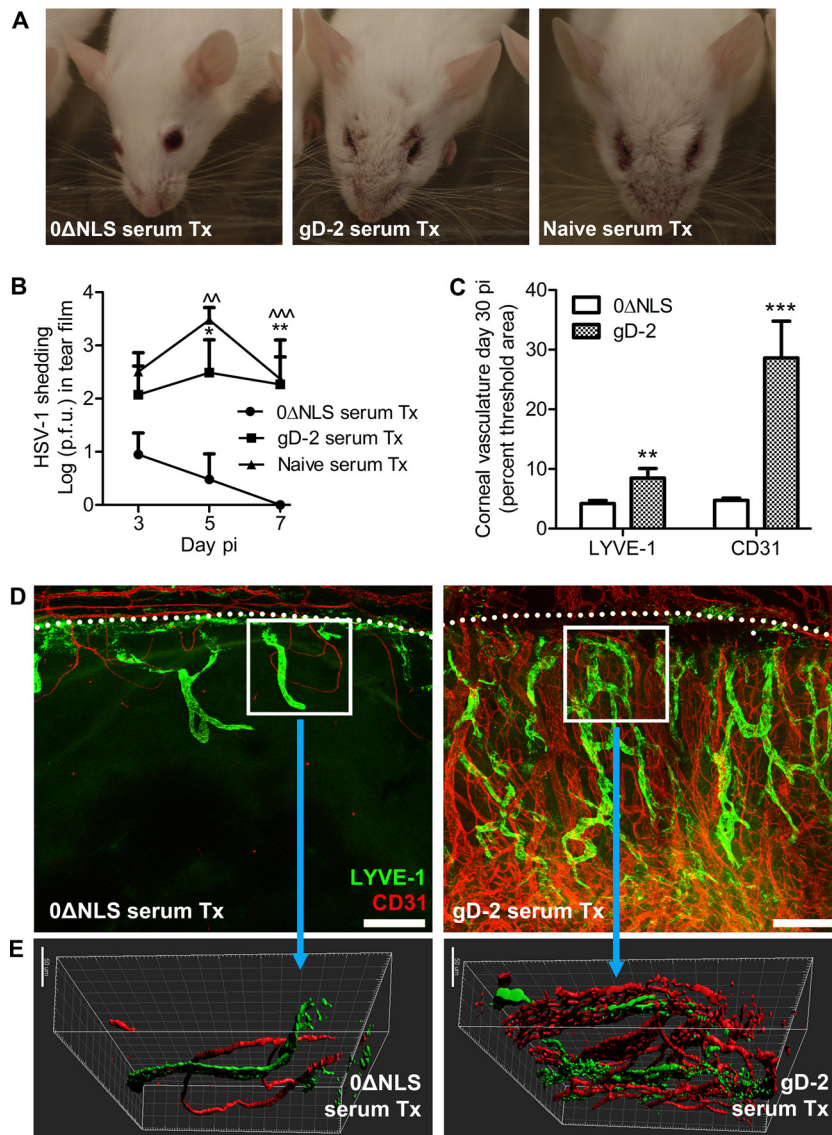 A
0ΔNLS serum Tx
gD-2 serum Tx
Naive serum Tx
B
HSV-1 shedding
Log (p.f.u.) in tear film
4
3
2
1
0
^^
*
^^^
**
0ΔNLS serum Tx
gD-2 serum Tx
Naive serum Tx
3
5
7
Day pi
C
Corneal vasculature day 30 pi
(percent threshold area)
40
30
20
10
0
0ΔNLS
gD-2
**
***
LYVE-1
CD31
D
LYVE-1
CD31
0ΔNLS serum Tx
gD-2 serum Tx
E
50 um
0ΔNLS
serum Tx
50 um
gD-2
serum Tx